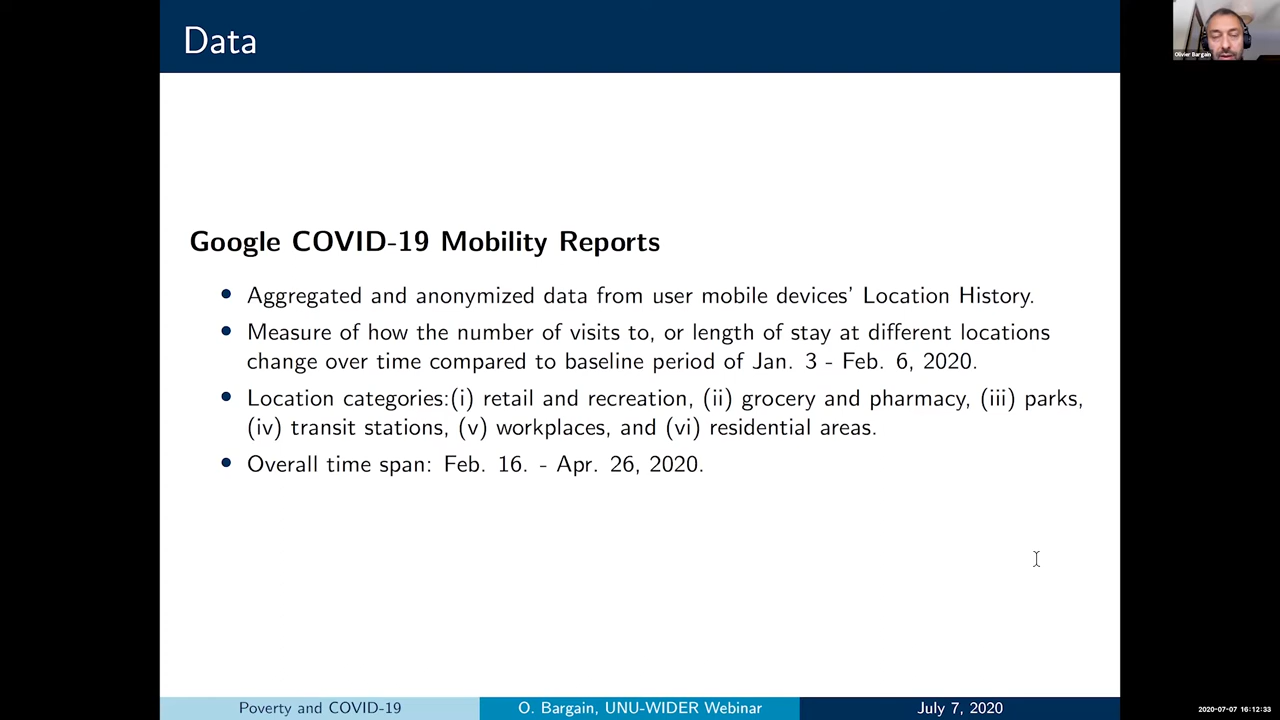 Data
Olivier Bargain
Google COVID-19 Mobility Reports
• Aggregated and anonymized data from user mobile devices' Location History.
• Measure of how the number of visits to, or length of stay at different locations
change over time compared to baseline period of Jan. 3 - Feb. 6, 2020.
• Location categories:(i) retail and recreation, (ii) grocery and pharmacy, (iii) parks,
(iv) transit stations, (v) workplaces, and (vi) residential areas.
• Overall time span: Feb. 16. - Apr. 26, 2020.
Poverty and COVID-19
O. Bargain, UNU-WIDER Webinar
July 7, 2020
2020-07-07 16:12:33